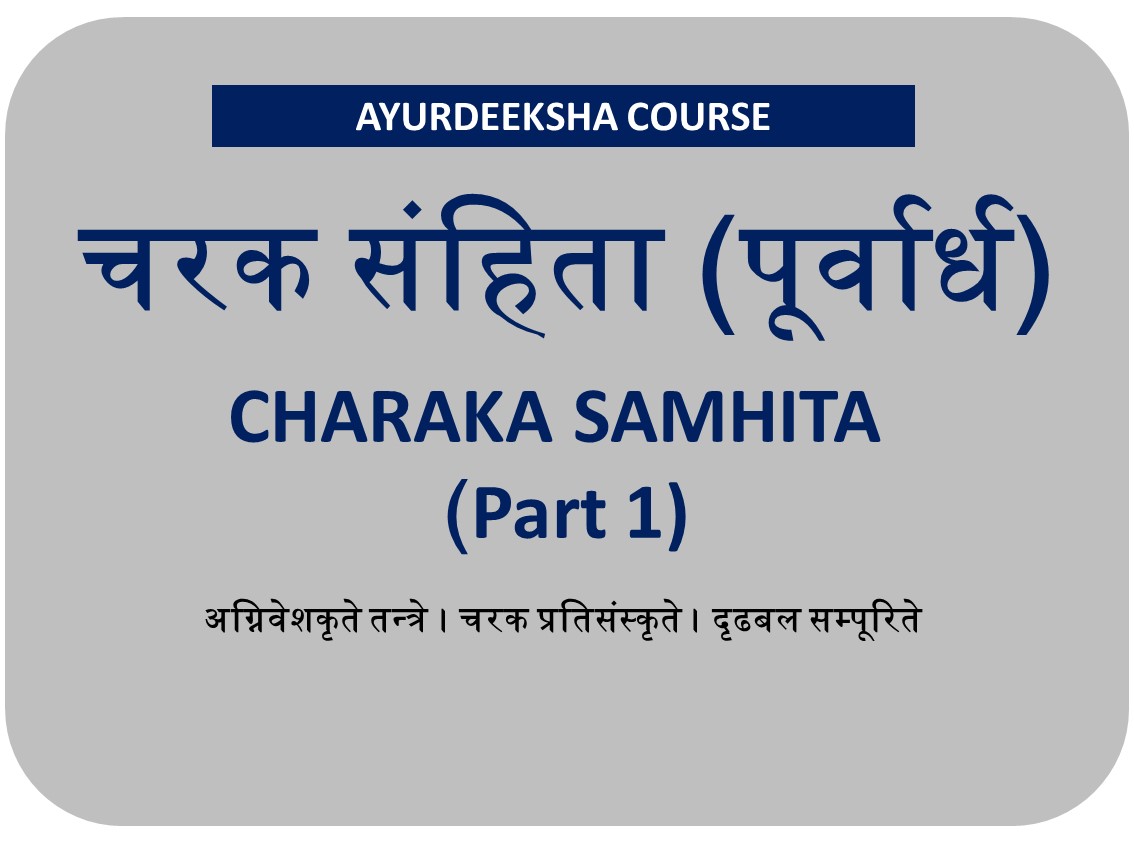 AYURDEEKSHA COURSE
चरक संहिता (पूर्वार्ध)
CHARAKA SAMHITA
(Part 1)
अग्निवेशकृते तन्त्रे । चरक प्रतिसंस्कृते । दृढबल सम्पूरिते